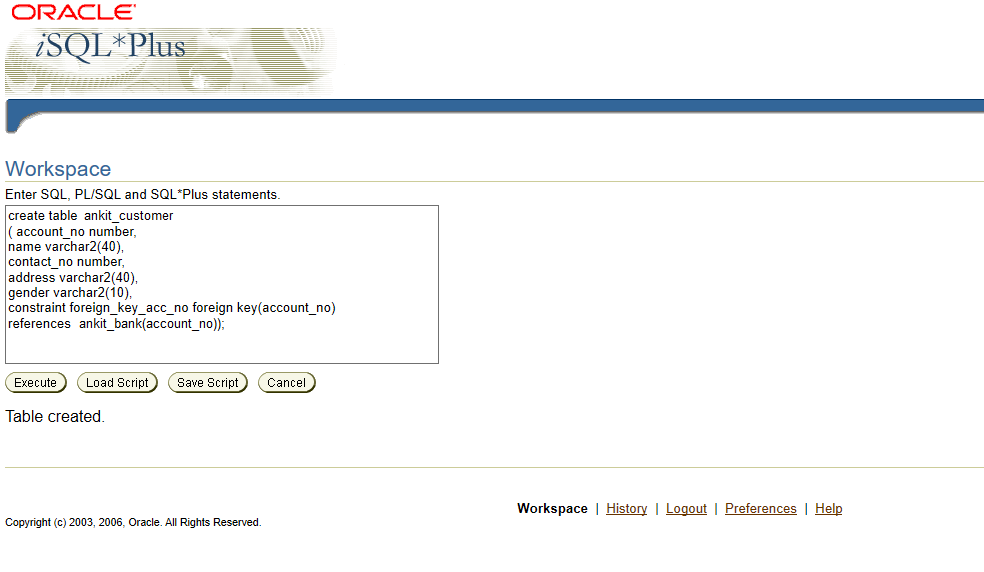 ORACLE
iSQL*Plus
Workspace
Enter SQL, PL/SQL and SQL*Plus statements.
create table  ankit_customer
( account_no number,
name varchar2(40),
contact_no number,
address varchar2(40),
gender varchar2(10),
constraint foreign_key_acc_no foreign key(account_no)
references  ankit_bank(account_no));
Execute Load Script Save Script Cancel
Table created.
Workspace | History | Logout | Preferences | Help
Copyright (c) 2003, 2006, Oracle. All Rights Reserved.